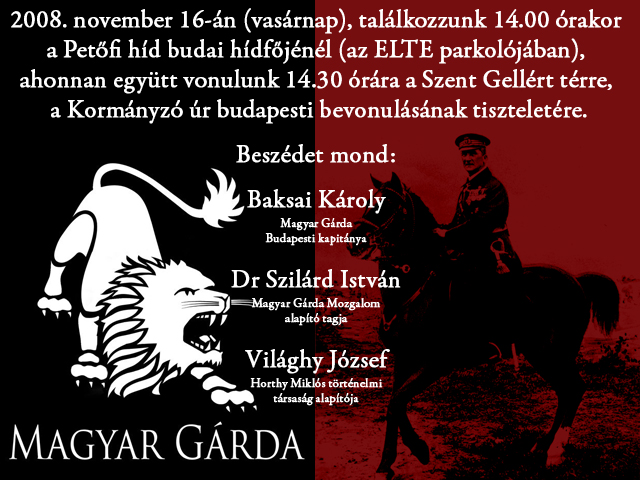 2008. november 16-án (vasárnap), találkozzunk 14.00 órakor
a Petőfi híd budai hídfőjénél (az ELTE parkolójában),
ahonnan együtt vonulunk 14.30 órára a Szent Gellért térre,
a Kormányzó úr budapesti bevonulásának tiszteletére.
Beszédet mond:
Baksai Károly
Magyar Gárda
Budapesti kapitánya
Dr Szilárd István
Magyar Gárda Mozgalom
alapító tagja
Világhy József
Horthy Miklós történelmi
társaság alapítója
MAGYAR GÁRDA